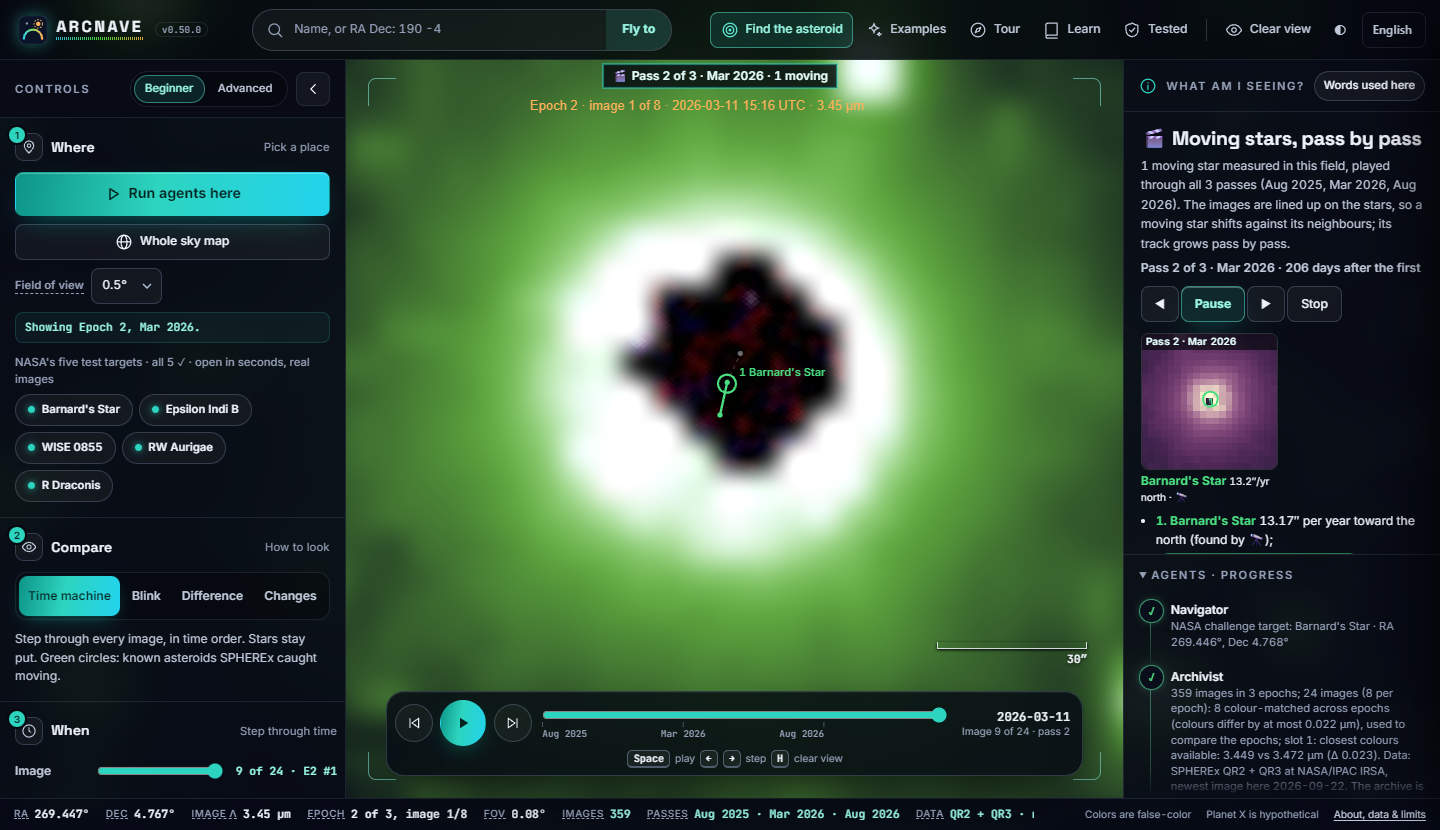 ARCNAVE
v0.50.0
Name, or RA Dec: 190 -4
Fly to
Find the asteroid
Examples
Tour
Learn
Tested
Clear view
English
CONTROLS
Beginner
Advanced
1
Where
Pick a place
Run agents here
Whole sky map
Field of view
0.5°
Showing Epoch 2, Mar 2026.
NASA's five test targets · all 5 ✓ · open in seconds, real
images
Barnard's Star
Epsilon Indi B
WISE 0855
RW Aurigae
R Draconis
2
Compare
How to look
Time machine
Blink
Difference
Changes
Step through every image, in time order. Stars stay
put. Green circles: known asteroids SPHEREx caught
moving.
3
When
Step through time
Image
9 of 24 · E2 #1
Pass 2 of 3 · Mar 2026 · 1 moving
Epoch 2 · image 1 of 8 · 2026-03-11 15:16 UTC · 3.45 µm
1 Barnard's Star
30″
Aug 2025
Mar 2026
Aug 2026
2026-03-11
Image 9 of 24 · pass 2
Space play ← → step H clear view
WHAT AM I SEEING?
Words used here
Moving stars, pass by pass
1 moving star measured in this field, played
through all 3 passes (Aug 2025, Mar 2026, Aug
2026). The images are lined up on the stars, so a
moving star shifts against its neighbours; its
track grows pass by pass.
Pass 2 of 3 · Mar 2026 · 206 days after the first
Pause
Stop
Pass 2 · Mar 2026
Barnard's Star 13.2″/yr
north ·
1. Barnard's Star 13.17″ per year toward the
north (found by );
AGENTS · PROGRESS
Navigator
NASA challenge target: Barnard's Star · RA
269.446°, Dec 4.768°
Archivist
359 images in 3 epochs; 24 images (8 per
epoch): 8 colour-matched across epochs
(colours differ by at most 0.022 µm), used to
compare the epochs; slot 1: closest colours
available: 3.449 vs 3.472 µm (Δ 0.023). Data:
SPHEREx QR2 + QR3 at NASA/IPAC IRSA,
newest image here 2026-09-22. The archive is
RA 269.447°
DEC 4.767°
IMAGE Λ 3.45 µm
EPOCH 2 of 3, image 1/8
FOV 0.08°
IMAGES 359
PASSES Aug 2025 · Mar 2026 · Aug 2026
DATA QR2 + QR3 ·
Colors are false-color
Planet X is hypothetical
About, data & limits